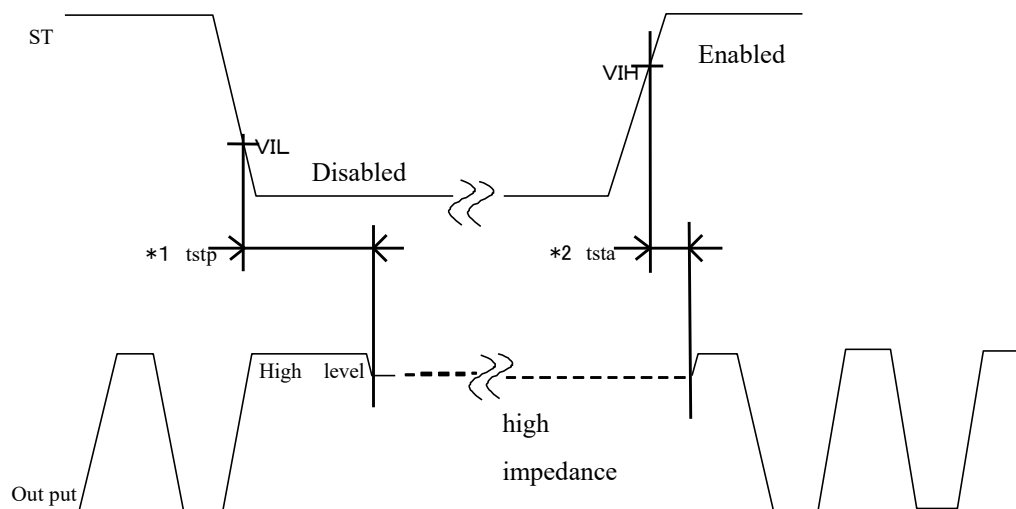 ST
Enabled
VIH
VIL
Disabled
*1 tstp
*2 tsta
High level
high
impedance
Out put